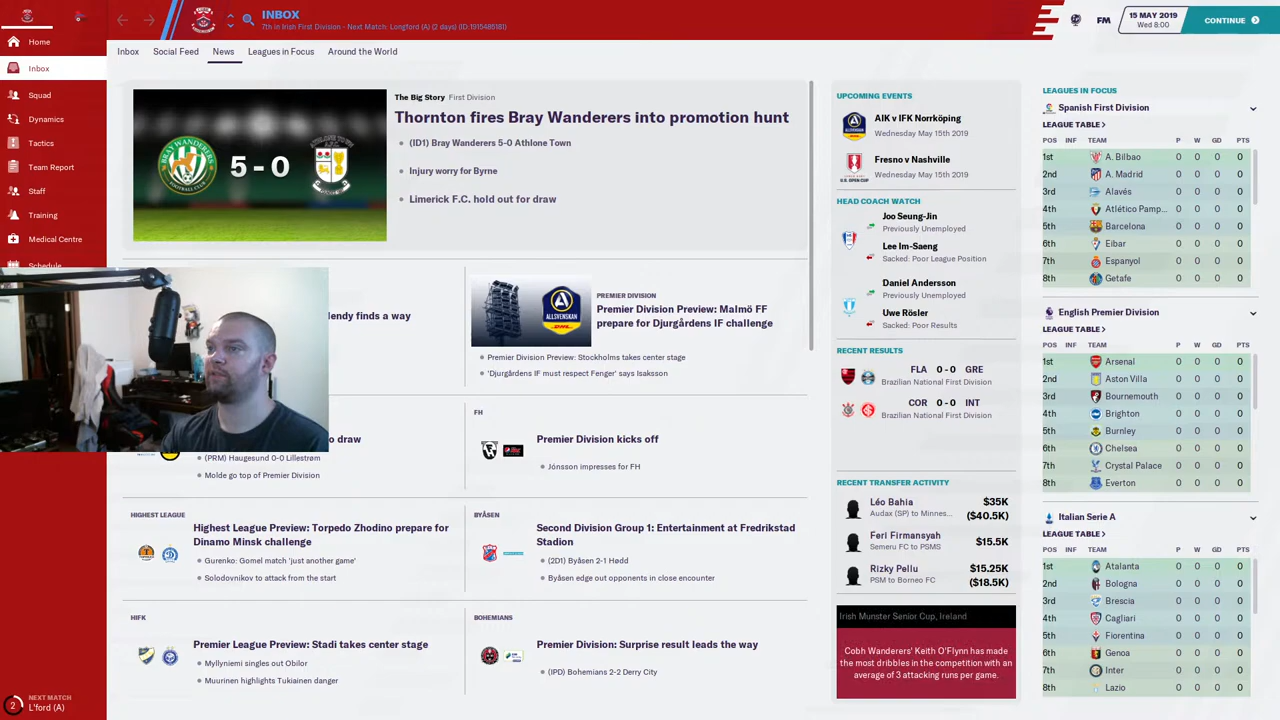 INBOX
7th in Irish First Division - Next Match: Longford (A) (2 days) (ID:1915485181)
FM
15 MAY 2019
Wed 8:00
CONTINUE
Home
Inbox
Squad
Dynamics
Tactics
Team Report
Staff
Training
Medical Centre
Schedule
NEXT MATCH
2
L'ford (A)
Inbox
Social Feed
News
Leagues in Focus
Around the World
5 - 0
The Big Story First Division
Thornton fires Bray Wanderers into promotion hunt
(ID1) Bray Wanderers 5-0 Athlone Town
Injury worry for Byrne
Limerick F.C. hold out for draw
endy finds a way
ALLSVENSKAN
PREMIER DIVISION
Premier Division Preview: Malmö FF
prepare for Djurgårdens IF challenge
Premier Division Preview: Stockholms takes center stage
'Djurgårdens IF must respect Fenger' says Isaksson
o draw
(PRM) Haugesund 0-0 Lillestrøm
Molde go top of Premier Division
FH
Premier Division kicks off
Jónsson impresses for FH
HIGHEST LEAGUE
Highest League Preview: Torpedo Zhodino prepare for
Dinamo Minsk challenge
Gurenko: Gomel match 'just another game'
Solodovnikov to attack from the start
BYÅSEN
Second Division Group 1: Entertainment at Fredrikstad
Stadion
(2D1) Byåsen 2-1 Hødd
Byåsen edge out opponents in close encounter
HIFK
Premier League Preview: Stadi takes center stage
Myllyniemi singles out Obilor
Muurinen highlights Tukiainen danger
BOHEMIANS
Premier Division: Surprise result leads the way
(IPD) Bohemians 2-2 Derry City
UPCOMING EVENTS
AIK v IFK Norrköping
Wednesday May 15th 2019
Fresno v Nashville
Wednesday May 15th 2019
HEAD COACH WATCH
Joo Seung-Jin
Previously Unemployed
Lee Im-Saeng
Sacked: Poor League Position
Daniel Andersson
Previously Unemployed
Uwe Rösler
Sacked: Poor Results
RECENT RESULTS
FLA 0 - 0 GRE
Brazilian National First Division
COR 0 - 0 INT
Brazilian National First Division
RECENT TRANSFER ACTIVITY
Léo Bahia $35K
Audax (SP) to Minnes... ($40.5K)
Feri Firmansyah $15.5K
Semeru FC to PSMS
Rizky Pellu $15.25K
PSM to Borneo FC ($18.5K)
Irish Munster Senior Cup, Ireland
Cobh Wanderers' Keith O'Flynn has made
the most dribbles in the competition with an
average of 3 attacking runs per game.
LEAGUES IN FOCUS
Spanish First Division
LEAGUE TABLE >
POS INF TEAM P W GD PTS
1st A. Bilbao 0 0 0 0
2nd A. Madrid 0 0 0 0
3rd Alavés 0 0 0 0
4th Atlético Pamp... 0 0 0 0
5th Barcelona 0 0 0 0
6th Eibar 0 0 0 0
7th Espanyol 0 0 0 0
8th Getafe 0 0 0 0
English Premier Division
LEAGUE TABLE >
POS INF TEAM P W GD PTS
1st Arsenal 0 0 0 0
2nd Aston Villa 0 0 0 0
3rd Bournemouth 0 0 0 0
4th Brighton 0 0 0 0
5th Burnley 0 0 0 0
6th Chelsea 0 0 0 0
7th Crystal Palace 0 0 0 0
8th Everton 0 0 0 0
Italian Serie A
LEAGUE TABLE >
POS INF TEAM P W GD PTS
1st Atalanta 0 0 0 0
2nd Bologna 0 0 0 0
3rd Brescia 0 0 0 0
4th Cagliari 0 0 0 0
5th Fiorentina 0 0 0 0
6th Genoa 0 0 0 0
7th Inter 0 0 0 0
8th Lazio 0 0 0 0